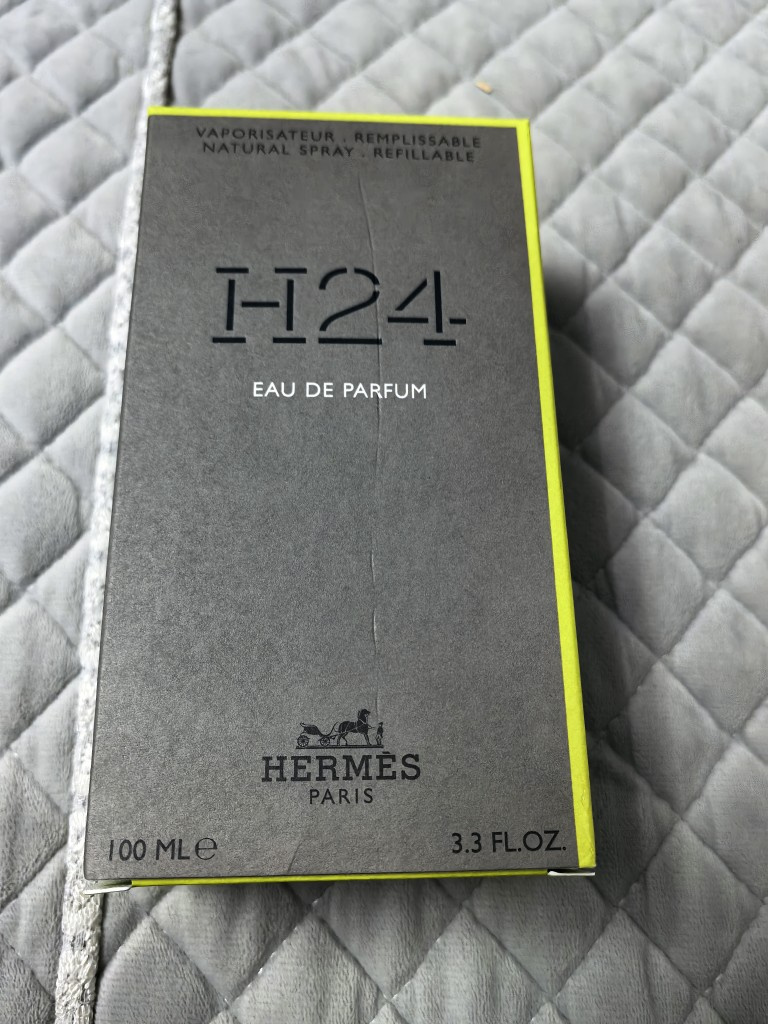 VAPORISATEUR . REMPLISSABLE
NATURAL SPRAY . REFILLABLE
H24
EAU DE PARFUM
HERMÈS
PARIS
100 ML℮
3.3 FL.OZ.